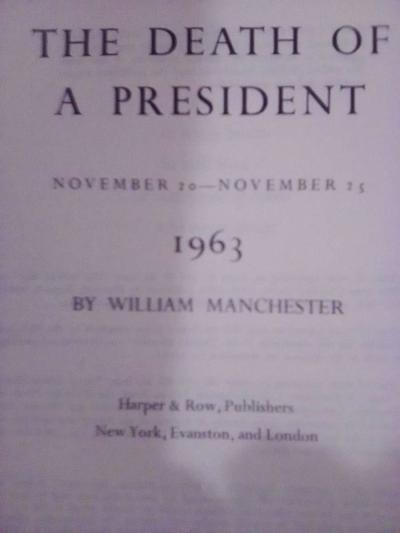 THE DEATH OF
A PRESIDENT
NOVEMBER 20—NOVEMBER 25
1963
BY WILLIAM MANCHESTER
Harper & Row, Publishers
New York, Evanston, and London